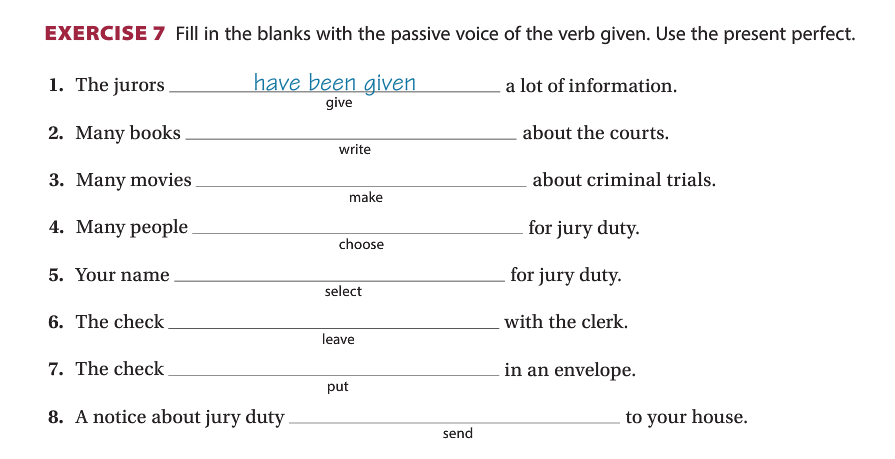 EXERCISE 7 Fill in the blanks with the passive voice of the verb given. Use the present perfect.
1. The jurors have been given a lot of information.
give
2. Many books ______ about the courts.
write
3. Many movies ______ about criminal trials.
make
4. Many people ______ for jury duty.
choose
5. Your name ______ for jury duty.
select
6. The check ______ with the clerk.
leave
7. The check ______ in an envelope.
put
8. A notice about jury duty ______ to your house.
send